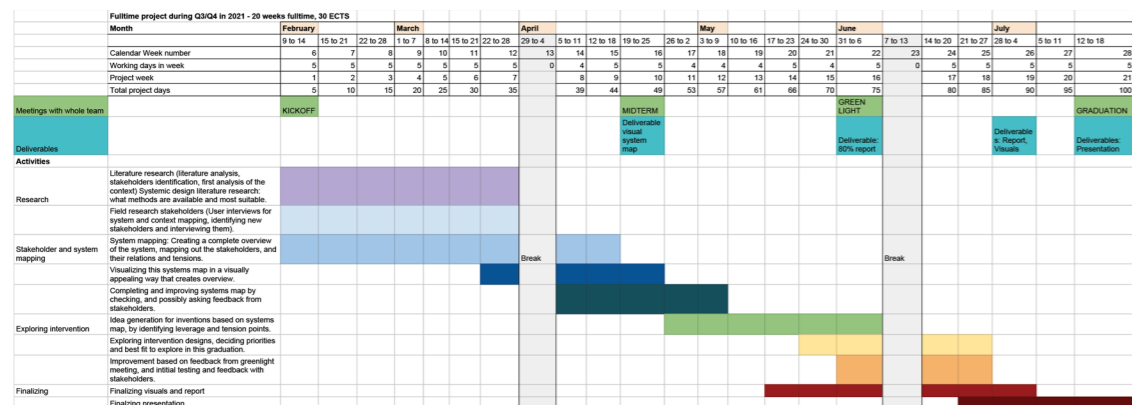 Fulltime project during Q3/Q4 in 2021 - 20 weeks fulltime, 30 ECTS
Month February March April May June July
9 to 14 15 to 21 22 to 28 1 to 7 8 to 14 15 to 21 22 to 28 29 to 4 5 to 11 12 to 18 19 to 25 26 to 2 3 to 9 10 to 16 17 to 23 24 to 30 31 to 6 7 to 13 14 to 20 21 to 27 28 to 4 5 to 11 12 to 18
Calendar Week number 6 7 8 9 10 11 12 13 14 15 16 17 18 19 20 21 22 23 24 25 26 27 28
Working days in week 5 5 5 5 5 5 5 0 4 5 5 4 4 4 5 4 5 0 5 5 5 5 5
Project week 1 2 3 4 5 6 7 8 9 10 11 12 13 14 15 16 17 18 19 20 21
Total project days 5 10 15 20 25 30 35 39 44 49 53 57 61 66 70 75 80 85 90 95 100
Meetings with whole team KICKOFF MIDTERM GREEN LIGHT GRADUATION
Deliverables
Deliverable visual system map
Deliverable: 80% report
Deliverable s: Report, Visuals
Deliverables: Presentation
Activities
Research
Literature research (literature analysis,
stakeholders identification, first analysis of the
context) Systemic design literature research:
what methods are available and most suitable.
Field research stakeholders (User interviews for
system and context mapping, identifying new
stakeholders and interviewing them).
Stakeholder and system
mapping
System mapping: Creating a complete overview
of the system, mapping out the stakeholders, and
their relations and tensions.
Break
Break
Visualizing this systems map in a visually
appealing way that creates overview.
Completing and improving systems map by
checking, and possibly asking feedback from
stakeholders.
Exploring intervention
Idea generation for inventions based on systems
map, by identifying leverage and tension points.
Exploring intervention designs, deciding priorities
and best fit to explore in this graduation.
Improvement based on feedback from greenlight
meeting, and intitial testing and feedback with
stakeholders.
Finalizing
Finalizing visuals and report
Finalizing presentation